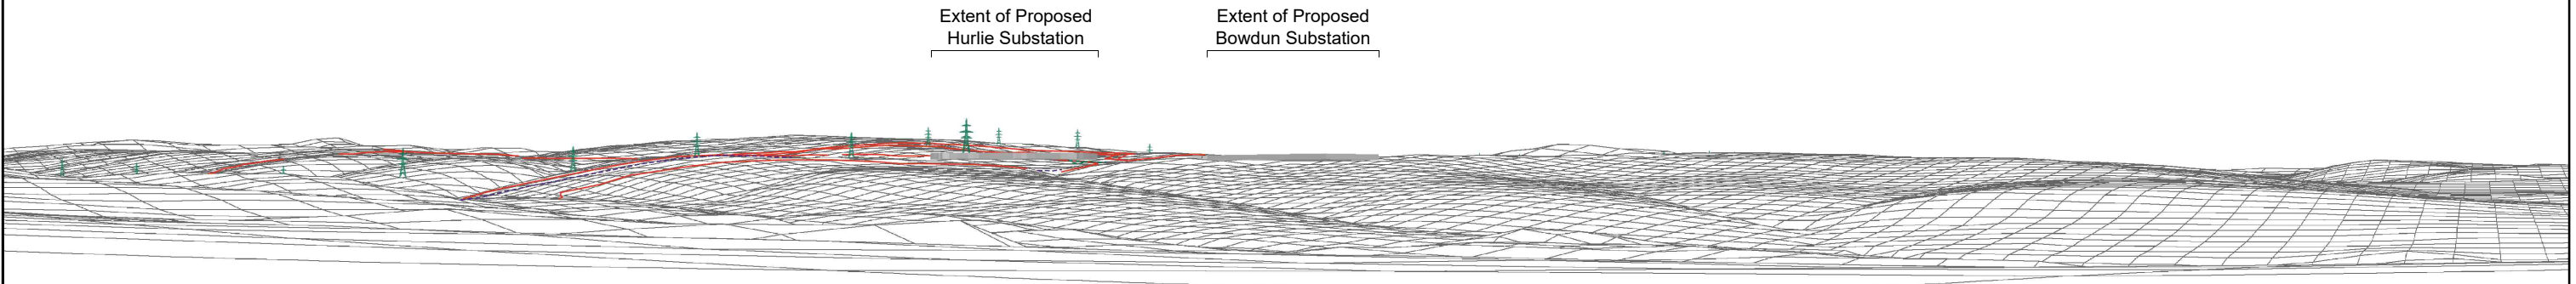 Extent of Proposed
Hurlie Substation
Extent of Proposed
Bowdun Substation